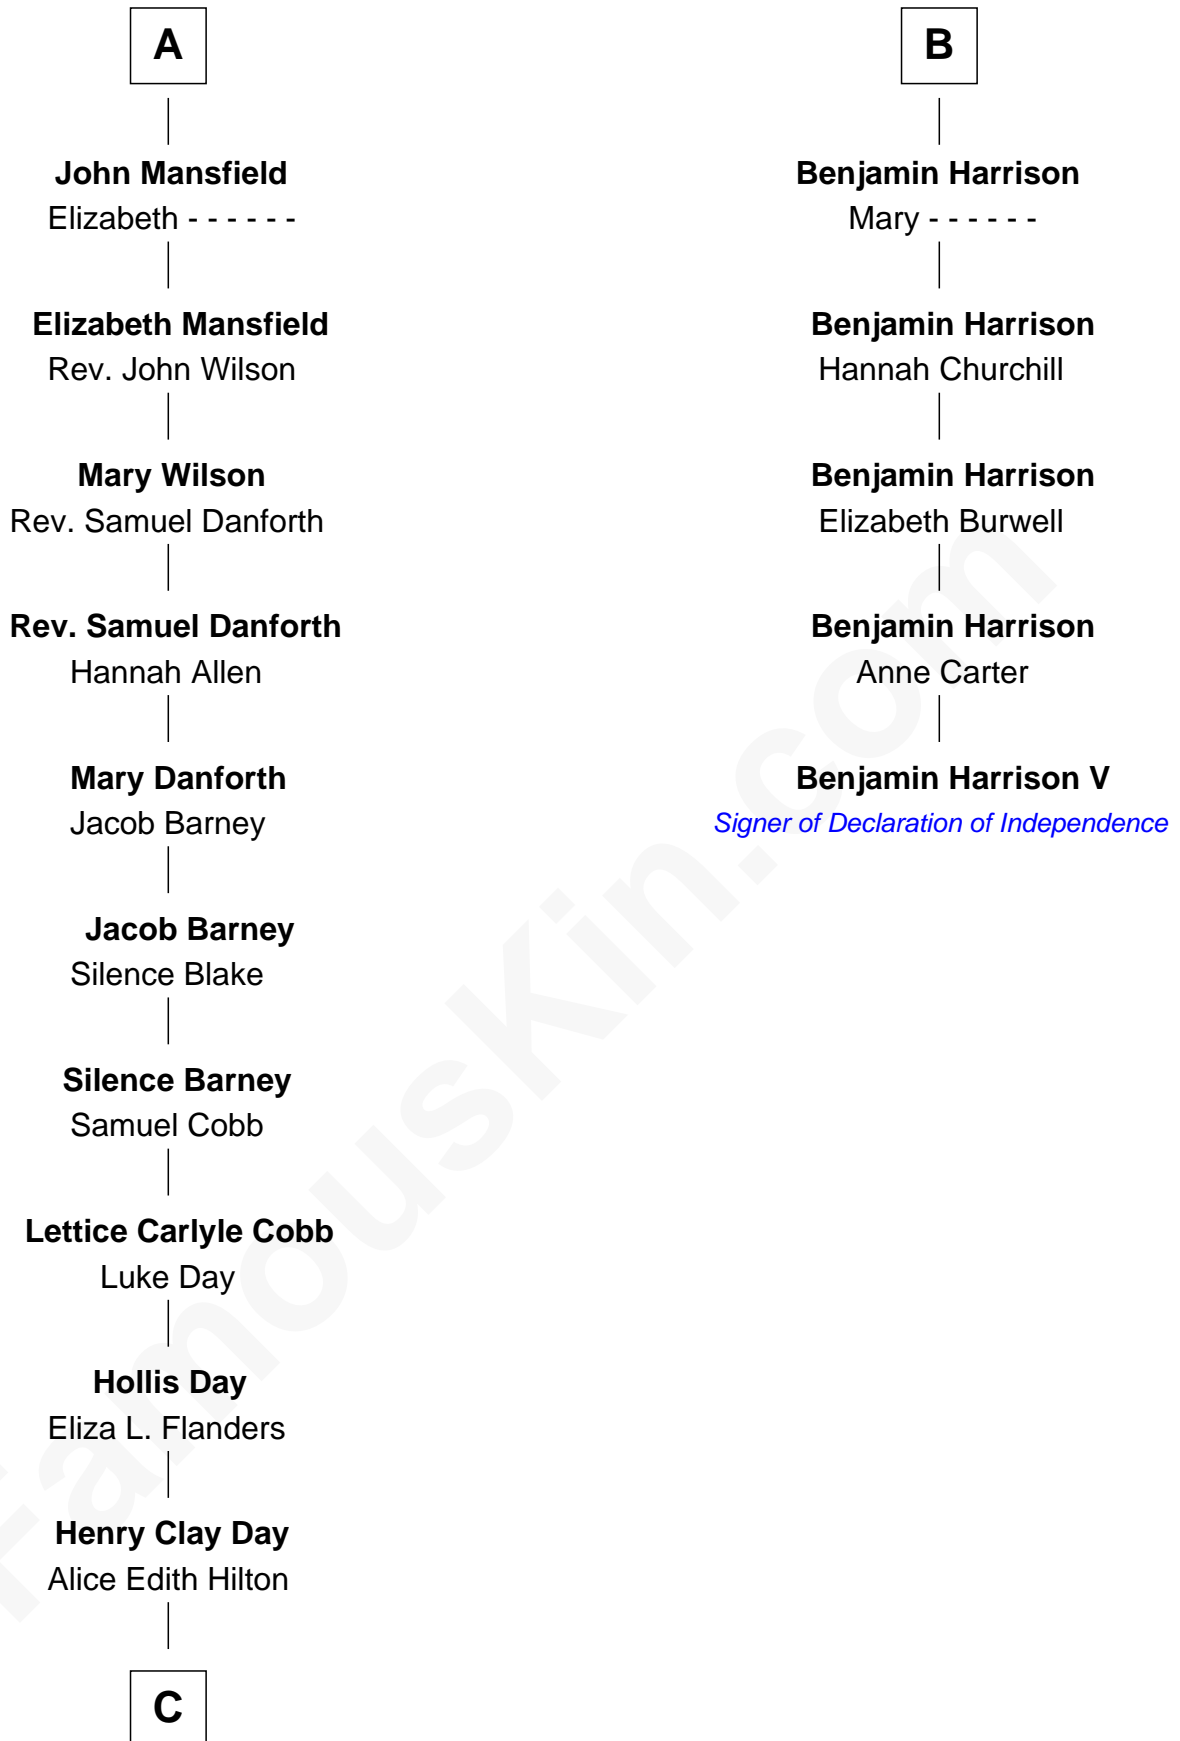 A
John Mansfield
Elizabeth - - - - - -
Elizabeth Mansfield
Rev. John Wilson
Mary Wilson
Rev. Samuel Danforth
Rev. Samuel Danforth
Hannah Allen
Mary Danforth
Jacob Barney
Jacob Barney
Silence Blake
Silence Barney
Samuel Cobb
Lettice Carlyle Cobb
Luke Day
Hollis Day
Eliza L. Flanders
Henry Clay Day
Alice Edith Hilton
C
B
Benjamin Harrison
Mary - - - - - -
Benjamin Harrison
Hannah Churchill
Benjamin Harrison
Elizabeth Burwell
Benjamin Harrison
Anne Carter
Benjamin Harrison V
Signer of Declaration of Independence
FamousKin.com